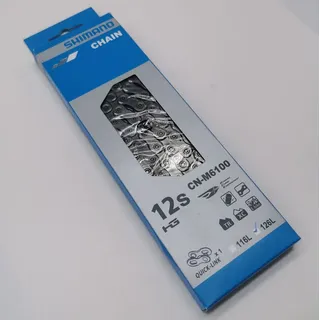 SHIMANO
CHAIN
12s
CN-M6100
HG
QUICK-LINK x 1
116L
126L